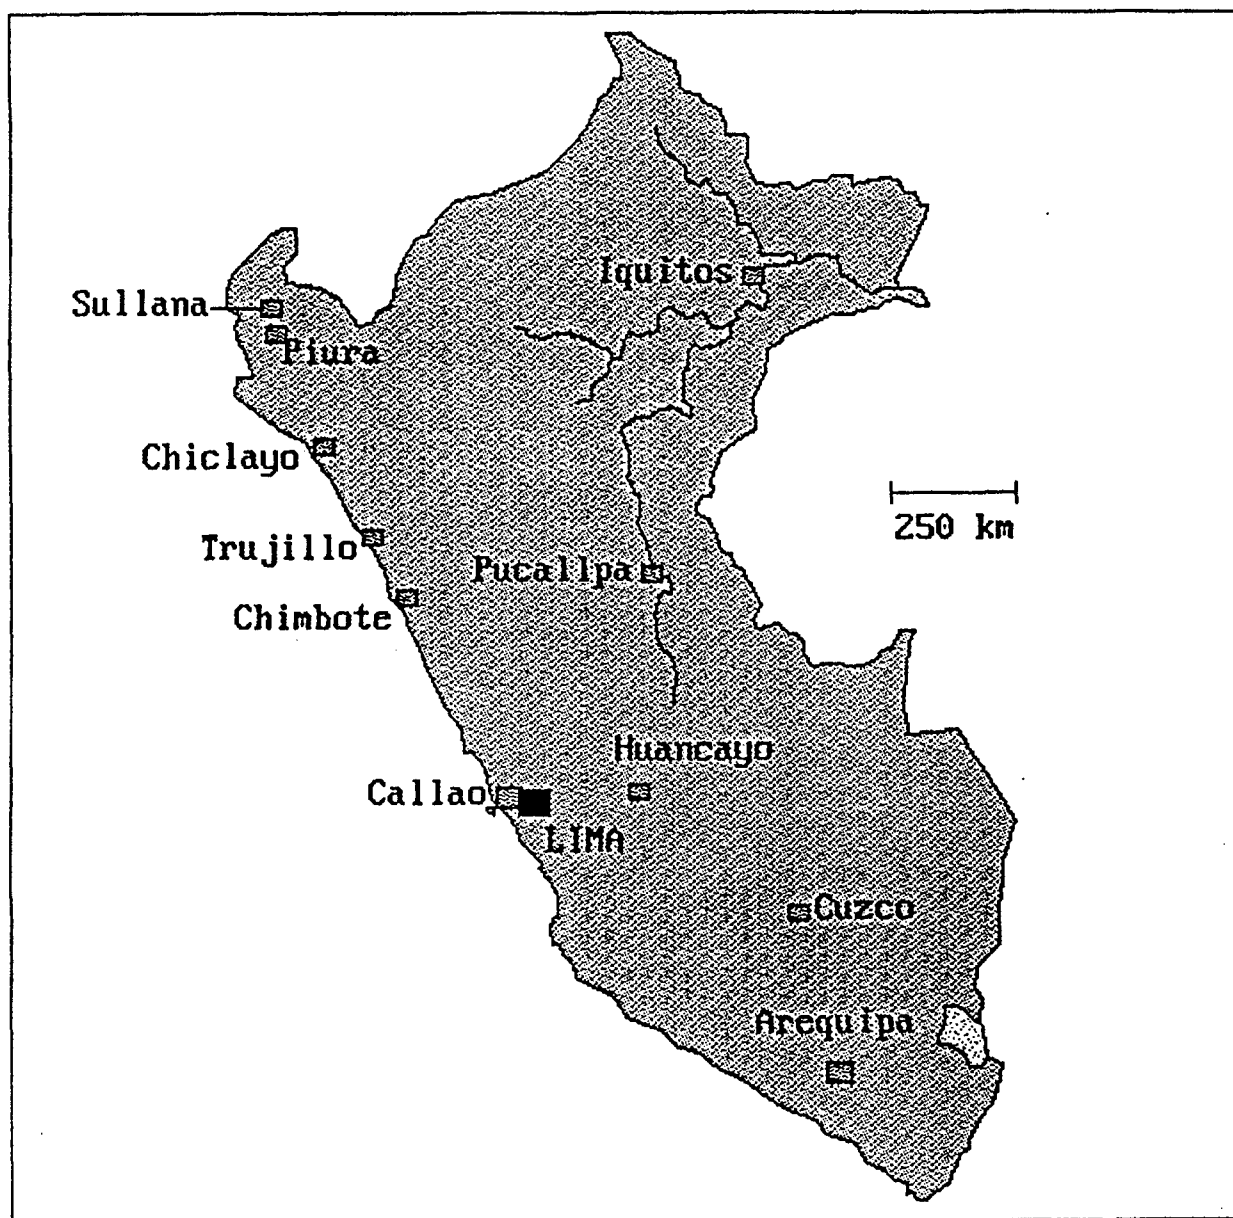 Iquitos
Sullana
Piura
Chiclayo
250 km
Trujillo
Pucallpa
Chimbote
Huancayo
Callao
LIMA
Cuzco
Arequipa